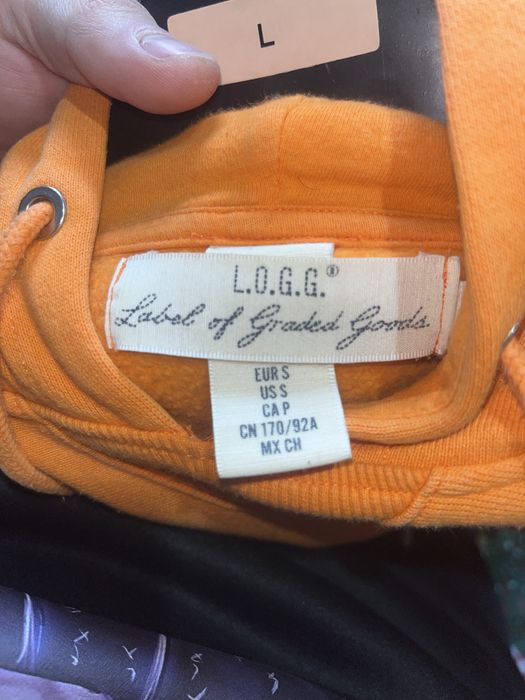 L
L.O.G.G.®
Label of Graded Goods
EUR S
US S
CA P
CN 170/92A
MX CH